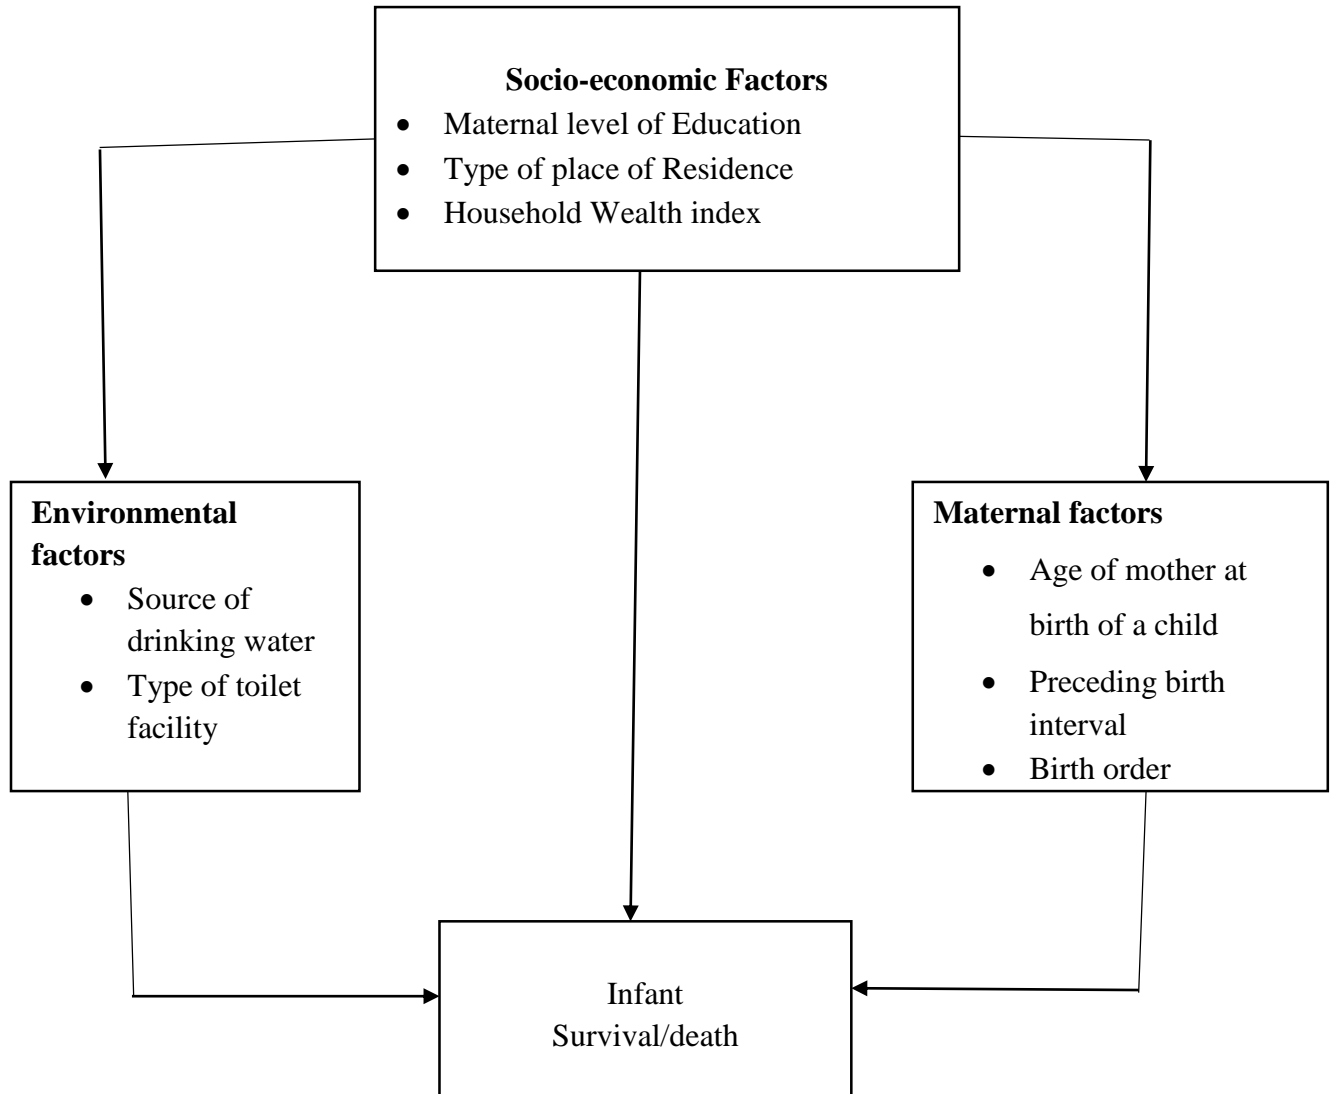 Socio-economic Factors
• Maternal level of Education
• Type of place of Residence
• Household Wealth index
Environmental
factors
• Source of
drinking water
• Type of toilet
facility
Maternal factors
• Age of mother at
birth of a child
• Preceding birth
interval
• Birth order
Infant
Survival/death